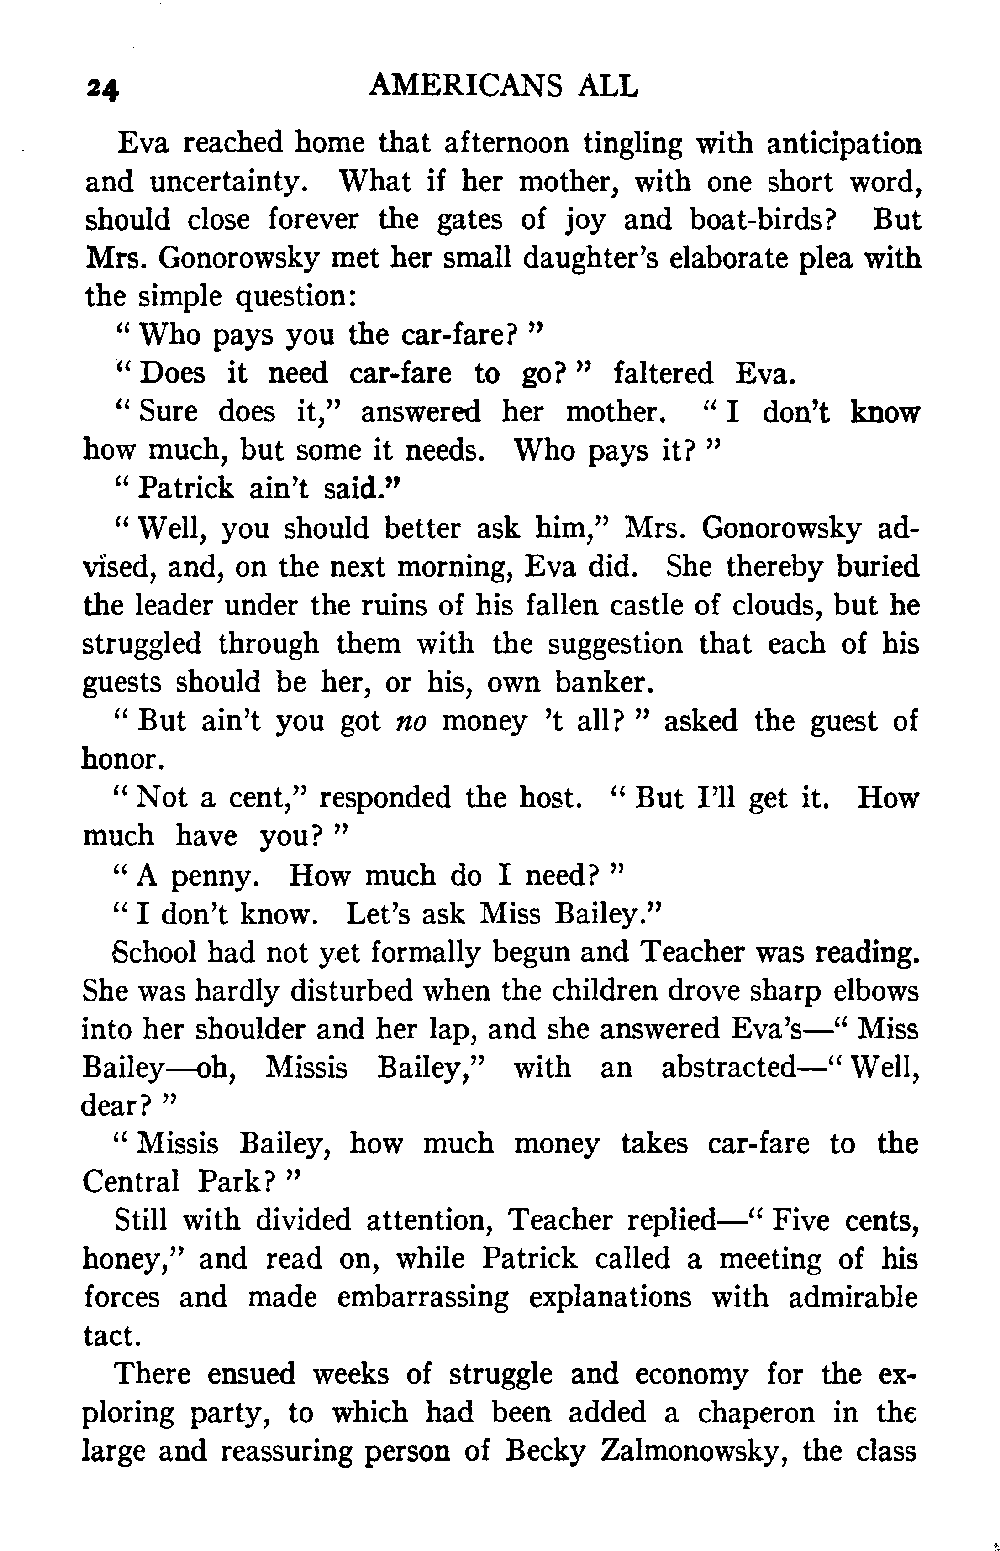 24 AMERICANS ALL
Eva reached home that afternoon tingling with anticipation
and uncertainty. What if her mother, with one short word,
should close forever the gates of joy and boat-birds? But
Mrs. Gonorowsky met her small daughter's elaborate plea with
the simple question:
“ Who pays you the car-fare? ”
“ Does it need car-fare to go? ” faltered Eva.
“ Sure does it,” answered her mother. “ I don't know
how much, but some it needs. Who pays it? ”
“ Patrick ain't said.”
“ Well, you should better ask him,” Mrs. Gonorowsky ad-
vised, and, on the next morning, Eva did. She thereby buried
the leader under the ruins of his fallen castle of clouds, but he
struggled through them with the suggestion that each of his
guests should be her, or his, own banker.
“ But ain't you got no money 't all? ” asked the guest of
honor.
“ Not a cent,” responded the host. “ But I'll get it. How
much have you? ”
“ A penny. How much do I need? ”
“ I don't know. Let's ask Miss Bailey.”
School had not yet formally begun and Teacher was reading.
She was hardly disturbed when the children drove sharp elbows
into her shoulder and her lap, and she answered Eva's—“ Miss
Bailey—oh, Missis Bailey,” with an abstracted—“ Well,
dear? ”
“ Missis Bailey, how much money takes car-fare to the
Central Park? ”
Still with divided attention, Teacher replied—“ Five cents,
honey,” and read on, while Patrick called a meeting of his
forces and made embarrassing explanations with admirable
tact.
There ensued weeks of struggle and economy for the ex-
ploring party, to which had been added a chaperon in the
large and reassuring person of Becky Zalmonowsky, the class